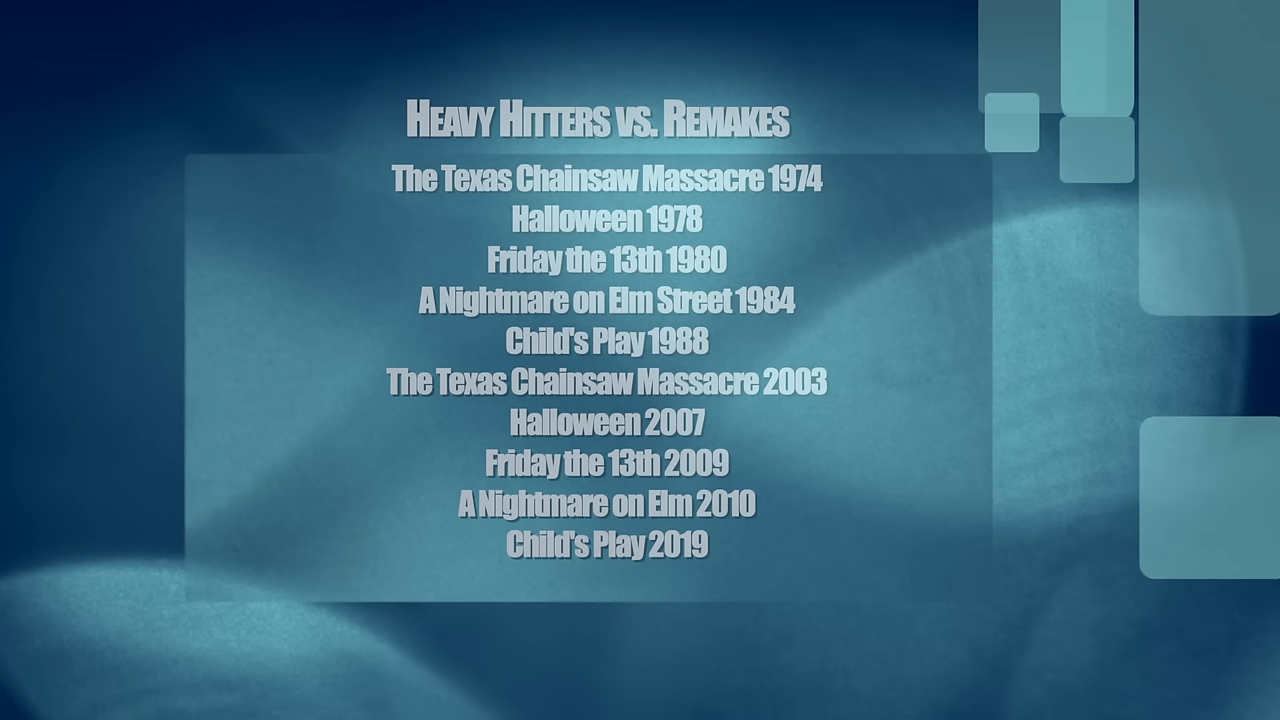 Heavy Hitters vs. Remakes
The Texas Chainsaw Massacre 1974
Halloween 1978
Friday the 13th 1980
A Nightmare on Elm Street 1984
Child's Play 1988
The Texas Chainsaw Massacre 2003
Halloween 2007
Friday the 13th 2009
A Nightmare on Elm 2010
Child's Play 2019